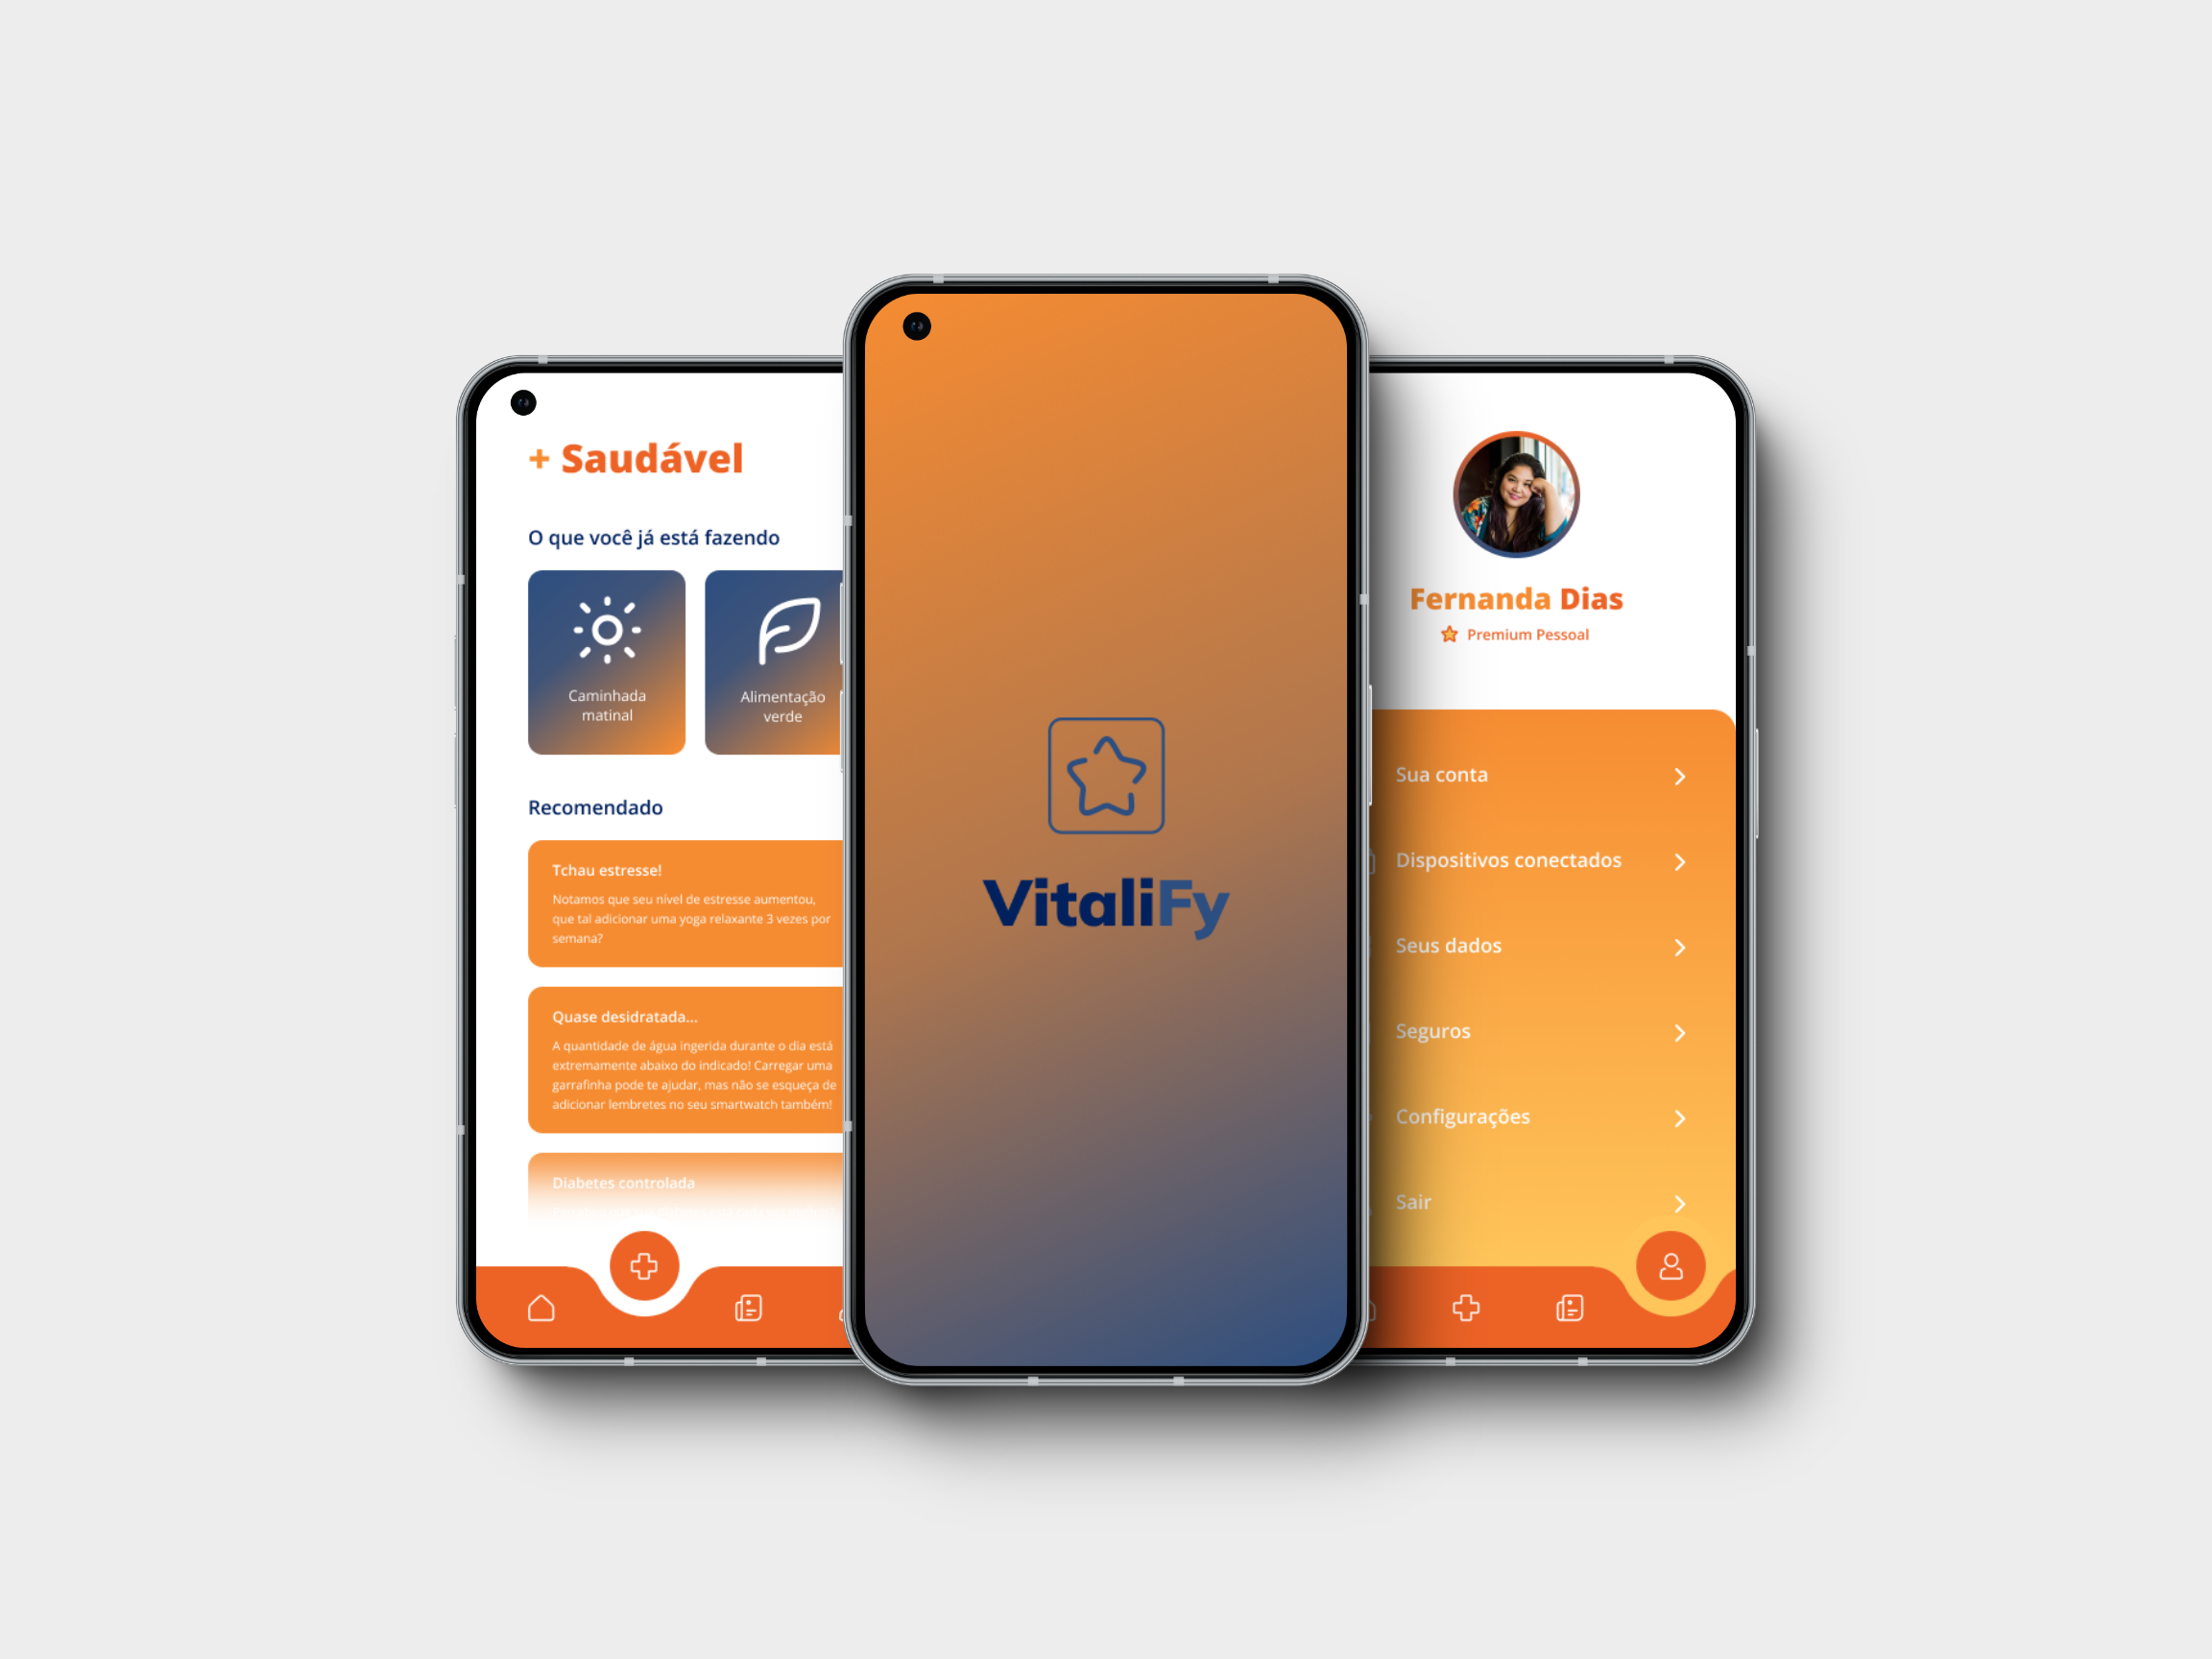 + Saudável
O que você já está fazendo
Caminhada
matinal
Alimentação
verde
Recomendado
Tchau estresse!
Notamos que seu nível de estresse aumentou,
que tal adicionar uma yoga relaxante 3 vezes por
semana?
Quase desidratada...
A quantidade de água ingerida durante o dia está
extremamente abaixo do indicado! Carregar uma
garrafinha pode te ajudar, mas não se esqueça de
adicionar lembretes no seu smartwatch também!
Diabetes controlada
VitaliFy
Fernanda Dias
Premium Pessoal
Sua conta
Dispositivos conectados
Seus dados
Seguros
Configurações
Sair